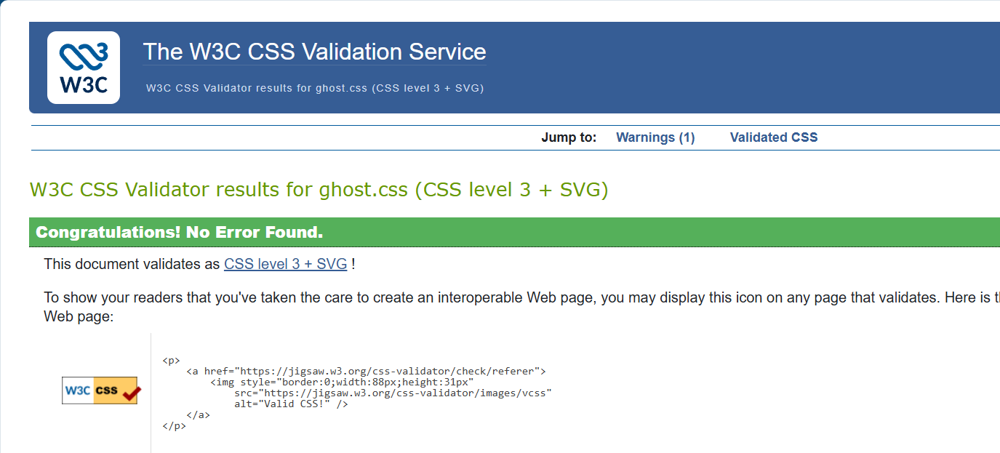 W3C
The W3C CSS Validation Service
W3C CSS Validator results for ghost.css (CSS level 3 + SVG)
Jump to: Warnings (1) Validated CSS
W3C CSS Validator results for ghost.css (CSS level 3 + SVG)
Congratulations! No Error Found.
This document validates as CSS level 3 + SVG !
To show your readers that you've taken the care to create an interoperable Web page, you may display this icon on any page that validates. Here is
Web page:
W3C CSS
<p>
    <a href="https://jigsaw.w3.org/css-validator/check/referer">
        <img style="border:0;width:88px;height:31px"
            src="https://jigsaw.w3.org/css-validator/images/vcss"
            alt="Valid CSS!" />
    </a>
</p>